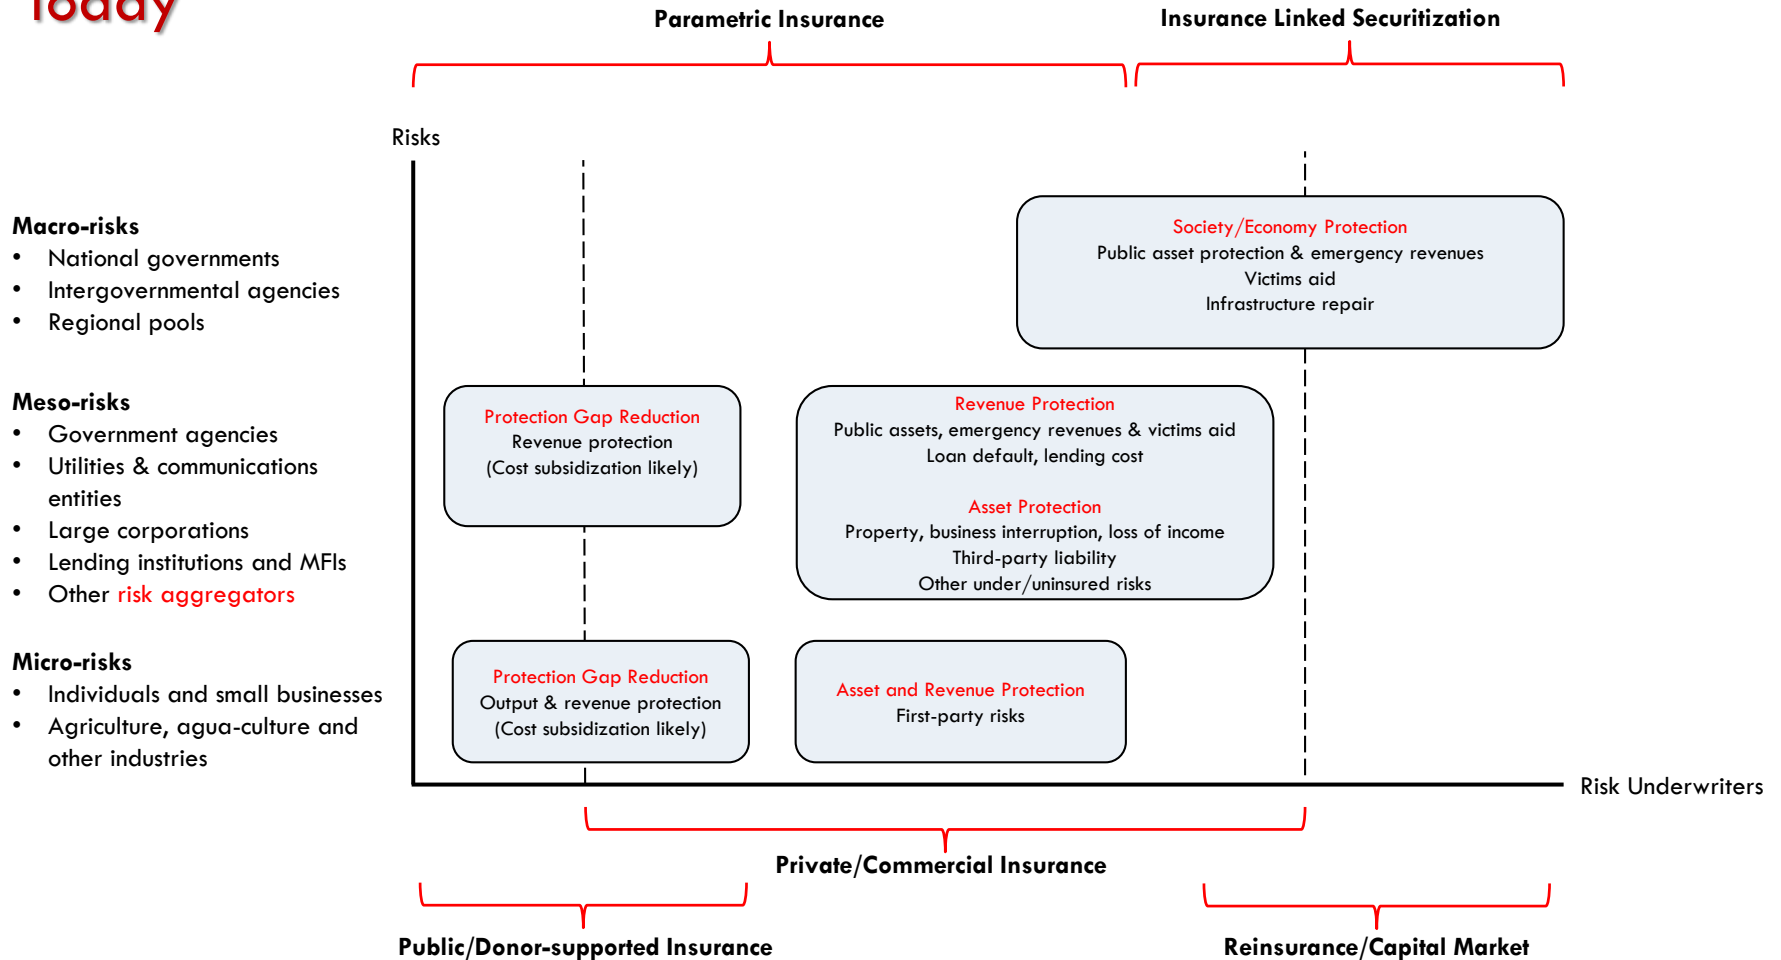 Today
Parametric Insurance
Insurance Linked Securitization
Risks
Macro-risks
• National governments
• Intergovernmental agencies
• Regional pools
Society/Economy Protection
Public asset protection & emergency revenues
Victims aid
Infrastructure repair
Meso-risks
• Government agencies
• Utilities & communications
entities
• Large corporations
• Lending institutions and MFIs
• Other risk aggregators
Protection Gap Reduction
Revenue protection
(Cost subsidization likely)
Revenue Protection
Public assets, emergency revenues & victims aid
Loan default, lending cost
Asset Protection
Property, business interruption, loss of income
Third-party liability
Other under/uninsured risks
Micro-risks
• Individuals and small businesses
• Agriculture, agua-culture and
other industries
Protection Gap Reduction
Output & revenue protection
(Cost subsidization likely)
Asset and Revenue Protection
First-party risks
Risk Underwriters
Private/Commercial Insurance
Public/Donor-supported Insurance
Reinsurance/Capital Market